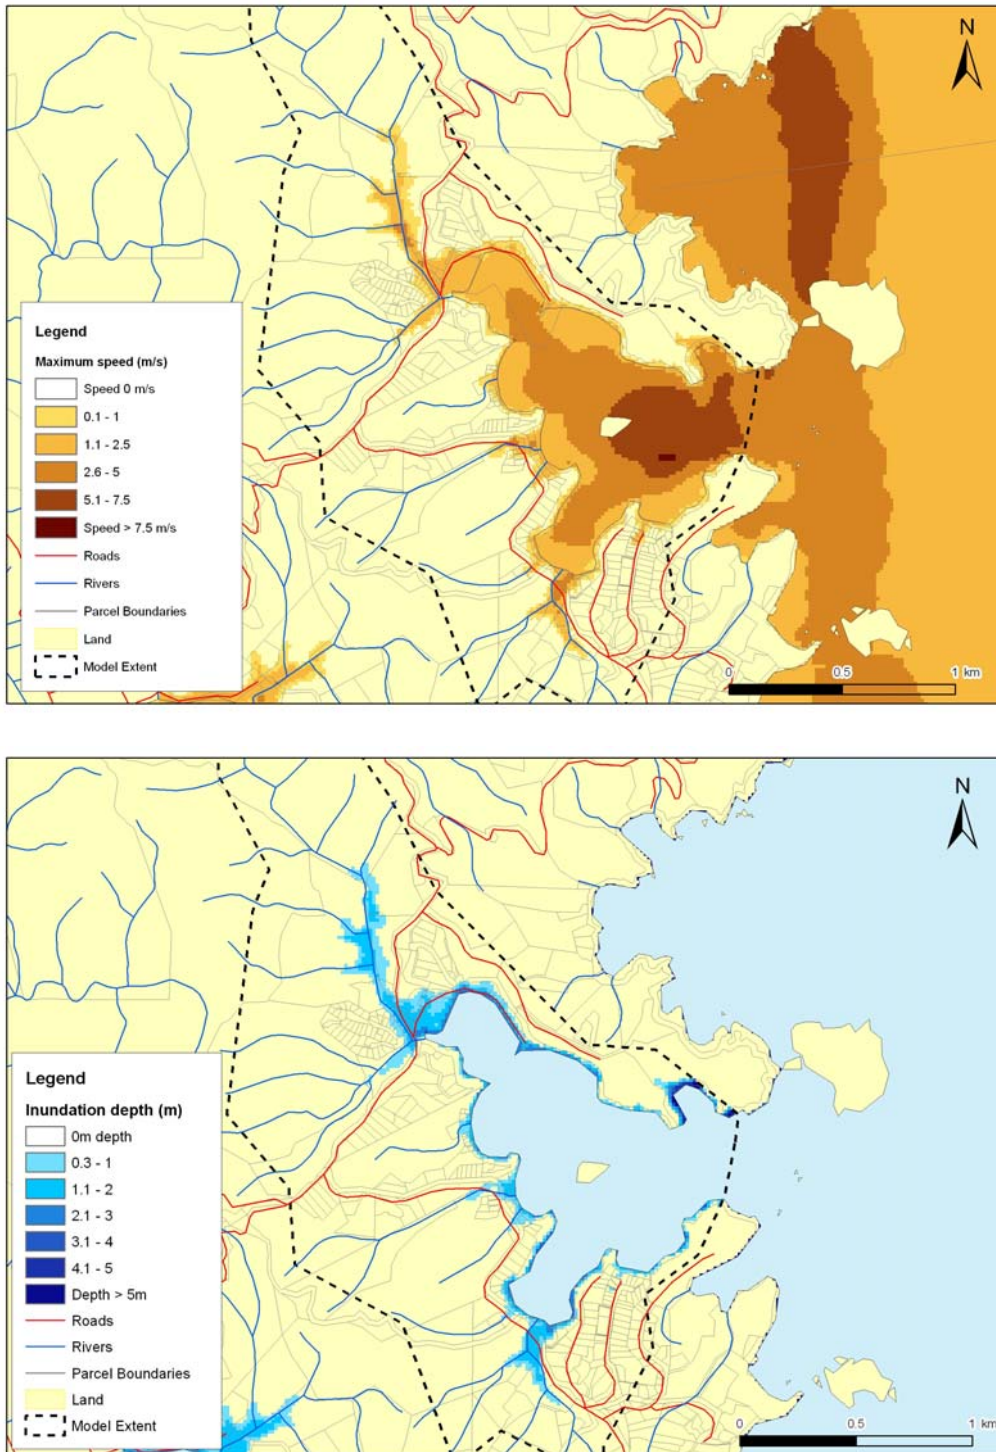 N
Legend
Maximum speed (m/s)
Speed 0 m/s
0.1 - 1
1.1 - 2.5
2.6 - 5
5.1 - 7.5
Speed > 7.5 m/s
Roads
Rivers
Parcel Boundaries
Land
Model Extent
0 0.5 1 km
N
Legend
Inundation depth (m)
0m depth
0.3 - 1
1.1 - 2
2.1 - 3
3.1 - 4
4.1 - 5
Depth > 5m
Roads
Rivers
Parcel Boundaries
Land
Model Extent
0 0.5 1 km